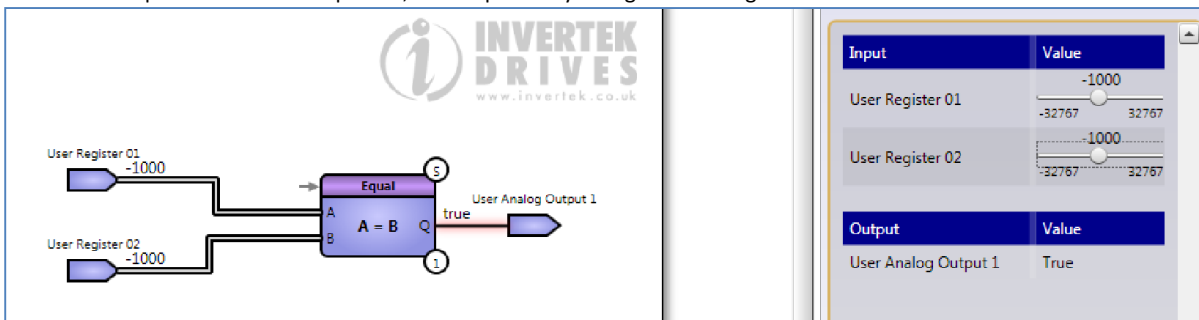 INVERTEK
DRIVES
www.invertek.co.uk
User Register 01
-1000
Equal
5
A
A = B
Q
true
User Analog Output 1
B
User Register 02
-1000
1
Input Value
User Register 01
-1000
-32767 32767
User Register 02
-1000
-32767 32767
Output Value
User Analog Output 1 True